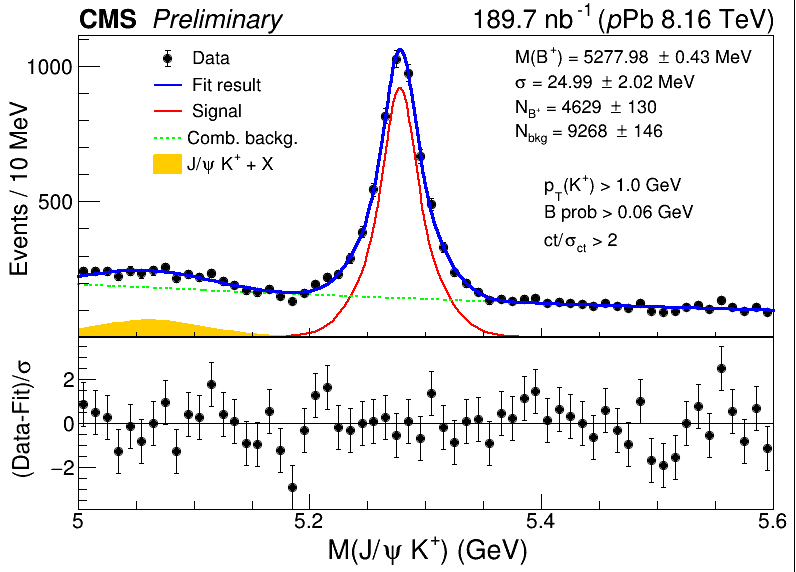 CMS Preliminary 189.7 nb⁻¹ (pPb 8.16 TeV)
Events / 10 MeV
1000
500
Data
Fit result
Signal
Comb. backg.
J/ψ K⁺ + X
M(B⁺) = 5277.98 ± 0.43 MeV
σ = 24.99 ± 2.02 MeV
N_B⁺ = 4629 ± 130
N_bkg = 9268 ± 146
p_T(K⁺) > 1.0 GeV
B prob > 0.06 GeV
ct/σ_ct > 2
(Data-Fit)/σ
2
0
−2
5 5.2 5.4 5.6
M(J/ψ K⁺) (GeV)